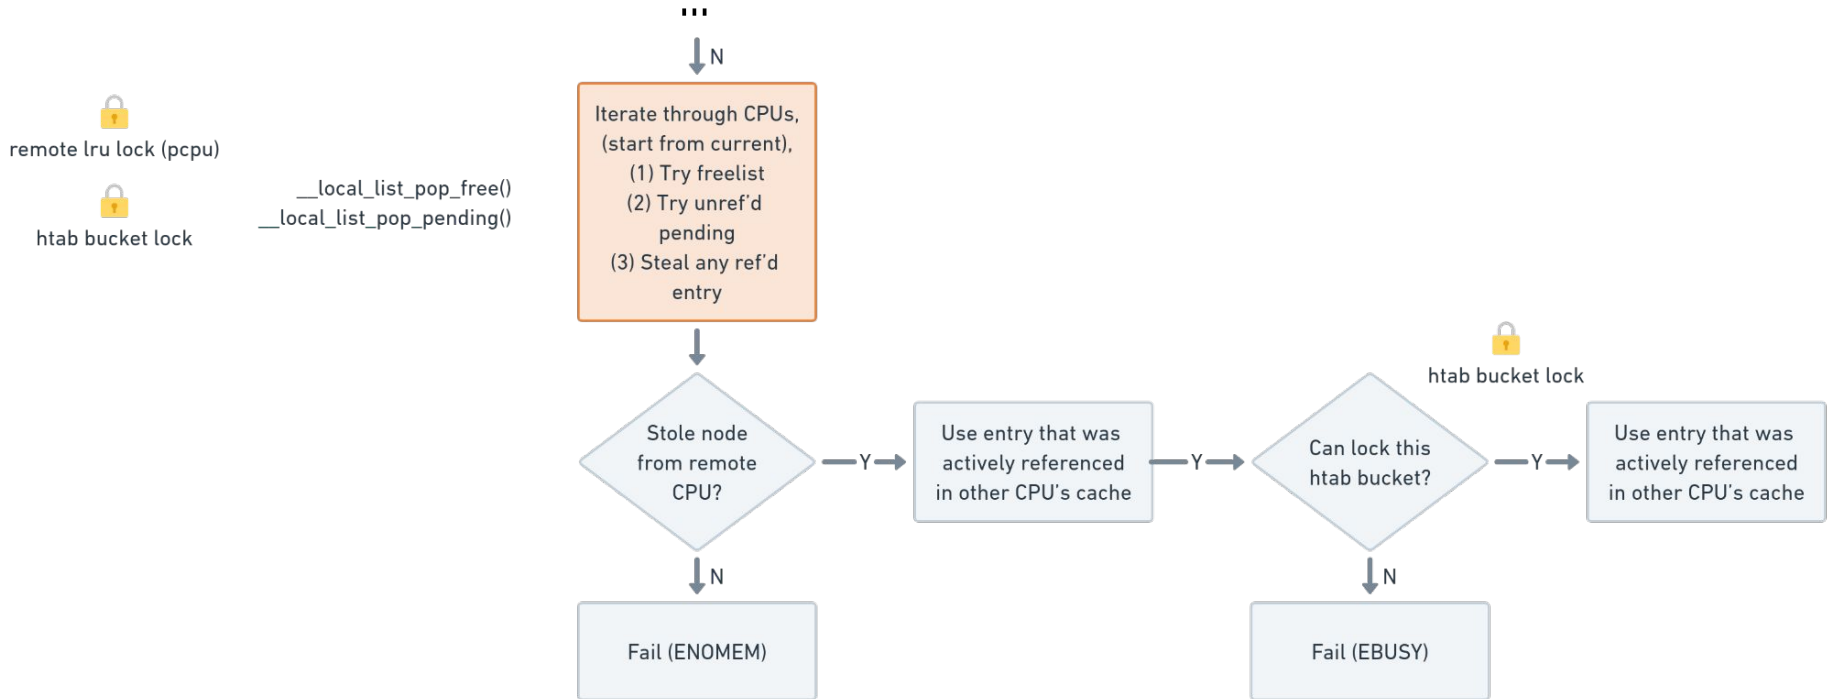 ...
N
remote lru lock (pcpu)
htab bucket lock
__local_list_pop_free()
__local_list_pop_pending()
Iterate through CPUs,
(start from current),
(1) Try freelist
(2) Try unref’d
pending
(3) Steal any ref’d
entry
htab bucket lock
Stole node
from remote
CPU?
Y
Use entry that was
actively referenced
in other CPU’s cache
Y
Can lock this
htab bucket?
Y
Use entry that was
actively referenced
in other CPU’s cache
N
Fail (ENOMEM)
N
Fail (EBUSY)